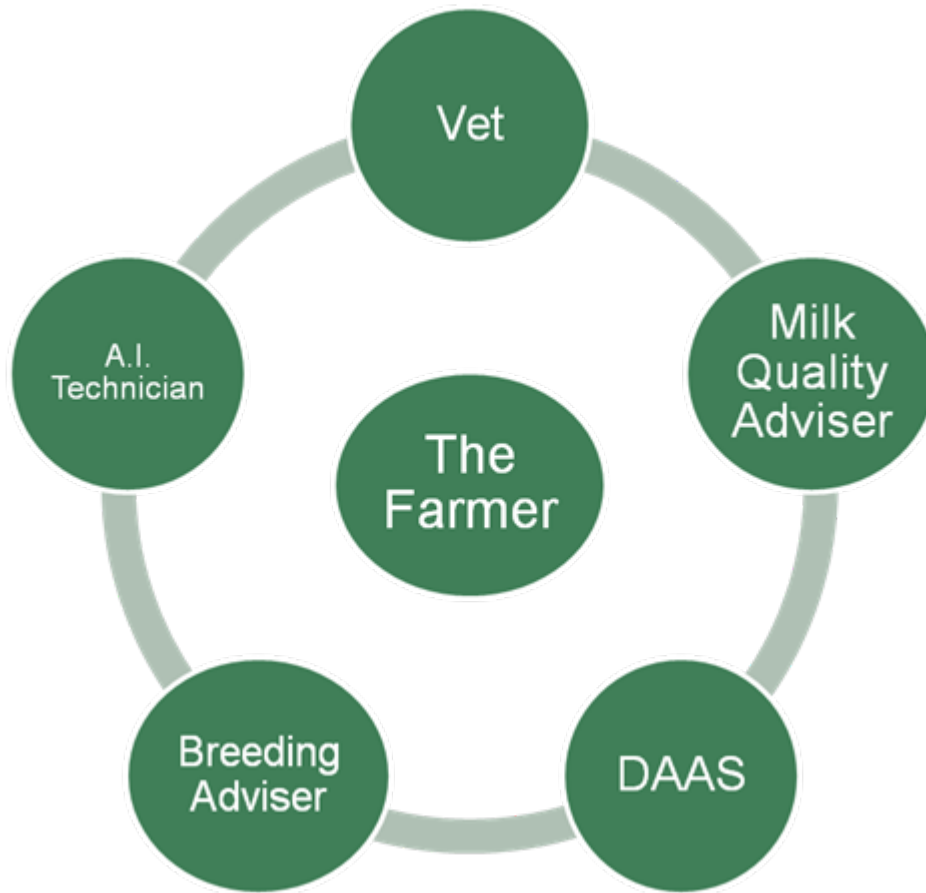 Vet
Milk
Quality
Adviser
A.I.
Technician
The
Farmer
Breeding
Adviser
DAAS